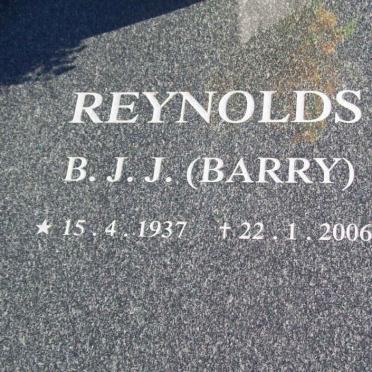 REYNOLDS
B. J. J. (BARRY)
★ 15 . 4 . 1937 ✝ 22 . 1 . 2006